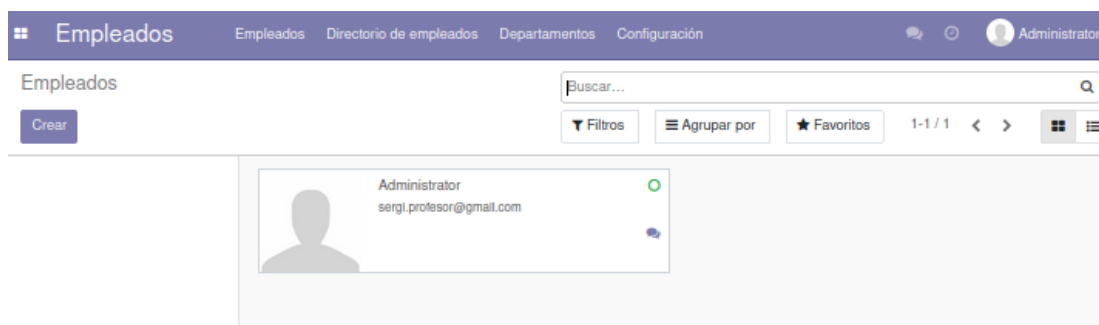 Empleados Empleados Directorio de empleados Departamentos Configuración Administrator
Empleados Buscar...
Crear Filtros Agrupar por Favoritos 1-1 / 1
Administrator
sergi.profesor@gmail.com